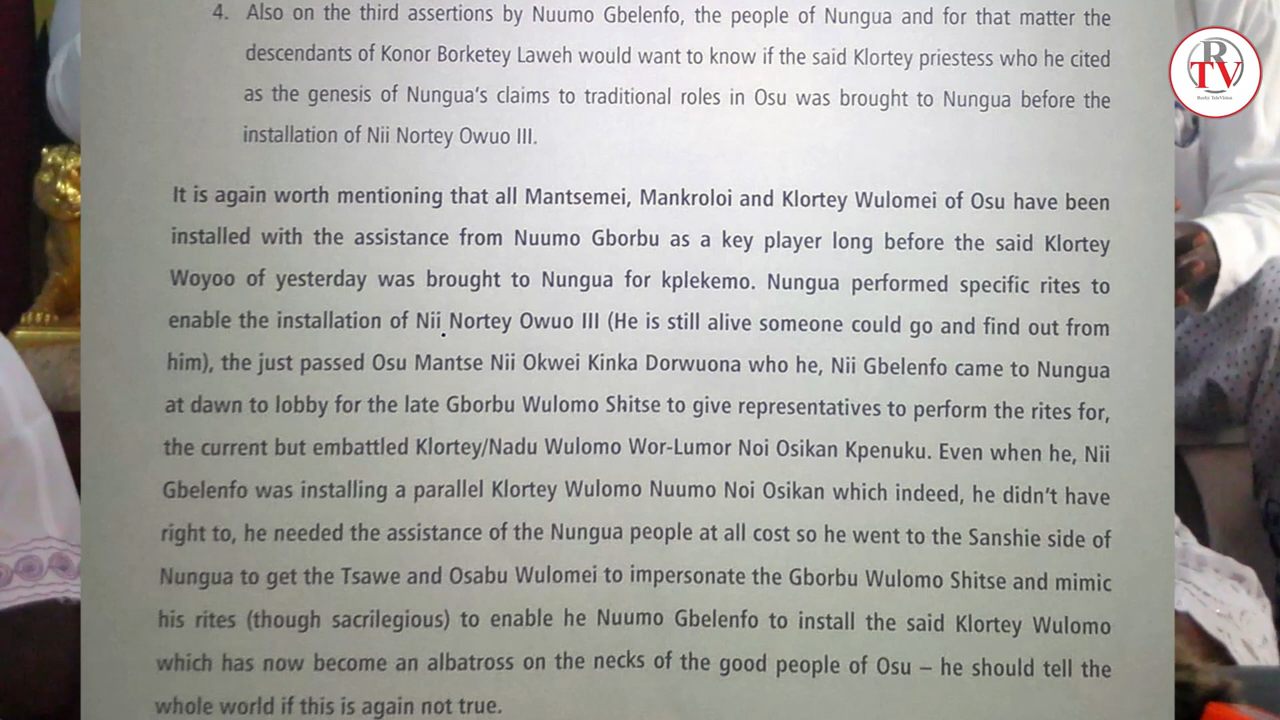 4. Also on the third assertions by Nuumo Gbelenfo, the people of Nungua and for that matter the
descendants of Konor Borketey Laweh would want to know if the said Klortey priestess who he cited
as the genesis of Nungua's claims to traditional roles in Osu was brought to Nungua before the
installation of Nii Nortey Owuo III.
It is again worth mentioning that all Mantsemei, Mankroloi and Klortey Wulomei of Osu have been
installed with the assistance from Nuumo Gborbu as a key player long before the said Klortey
Woyoo of yesterday was brought to Nungua for kplekemo. Nungua performed specific rites to
enable the installation of Nii Nortey Owuo III (He is still alive someone could go and find out from
him), the just passed Osu Mantse Nii Okwei Kinka Dorwuona who he, Nii Gbelenfo came to Nungua
at dawn to lobby for the late Gborbu Wulomo Shitse to give representatives to perform the rites for,
the current but embattled Klortey/Nadu Wulomo Wor-Lumor Noi Osikan Kpenuku. Even when he, Nii
Gbelenfo was installing a parallel Klortey Wulomo Nuumo Noi Osikan which indeed, he didn't have
right to, he needed the assistance of the Nungua people at all cost so he went to the Sanshie side of
Nungua to get the Tsawe and Osabu Wulomei to impersonate the Gborbu Wulomo Shitse and mimic
his rites (though sacrilegious) to enable he Nuumo Gbelenfo to install the said Klortey Wulomo
which has now become an albatross on the necks of the good people of Osu – he should tell the
whole world if this is again not true.
R
TV